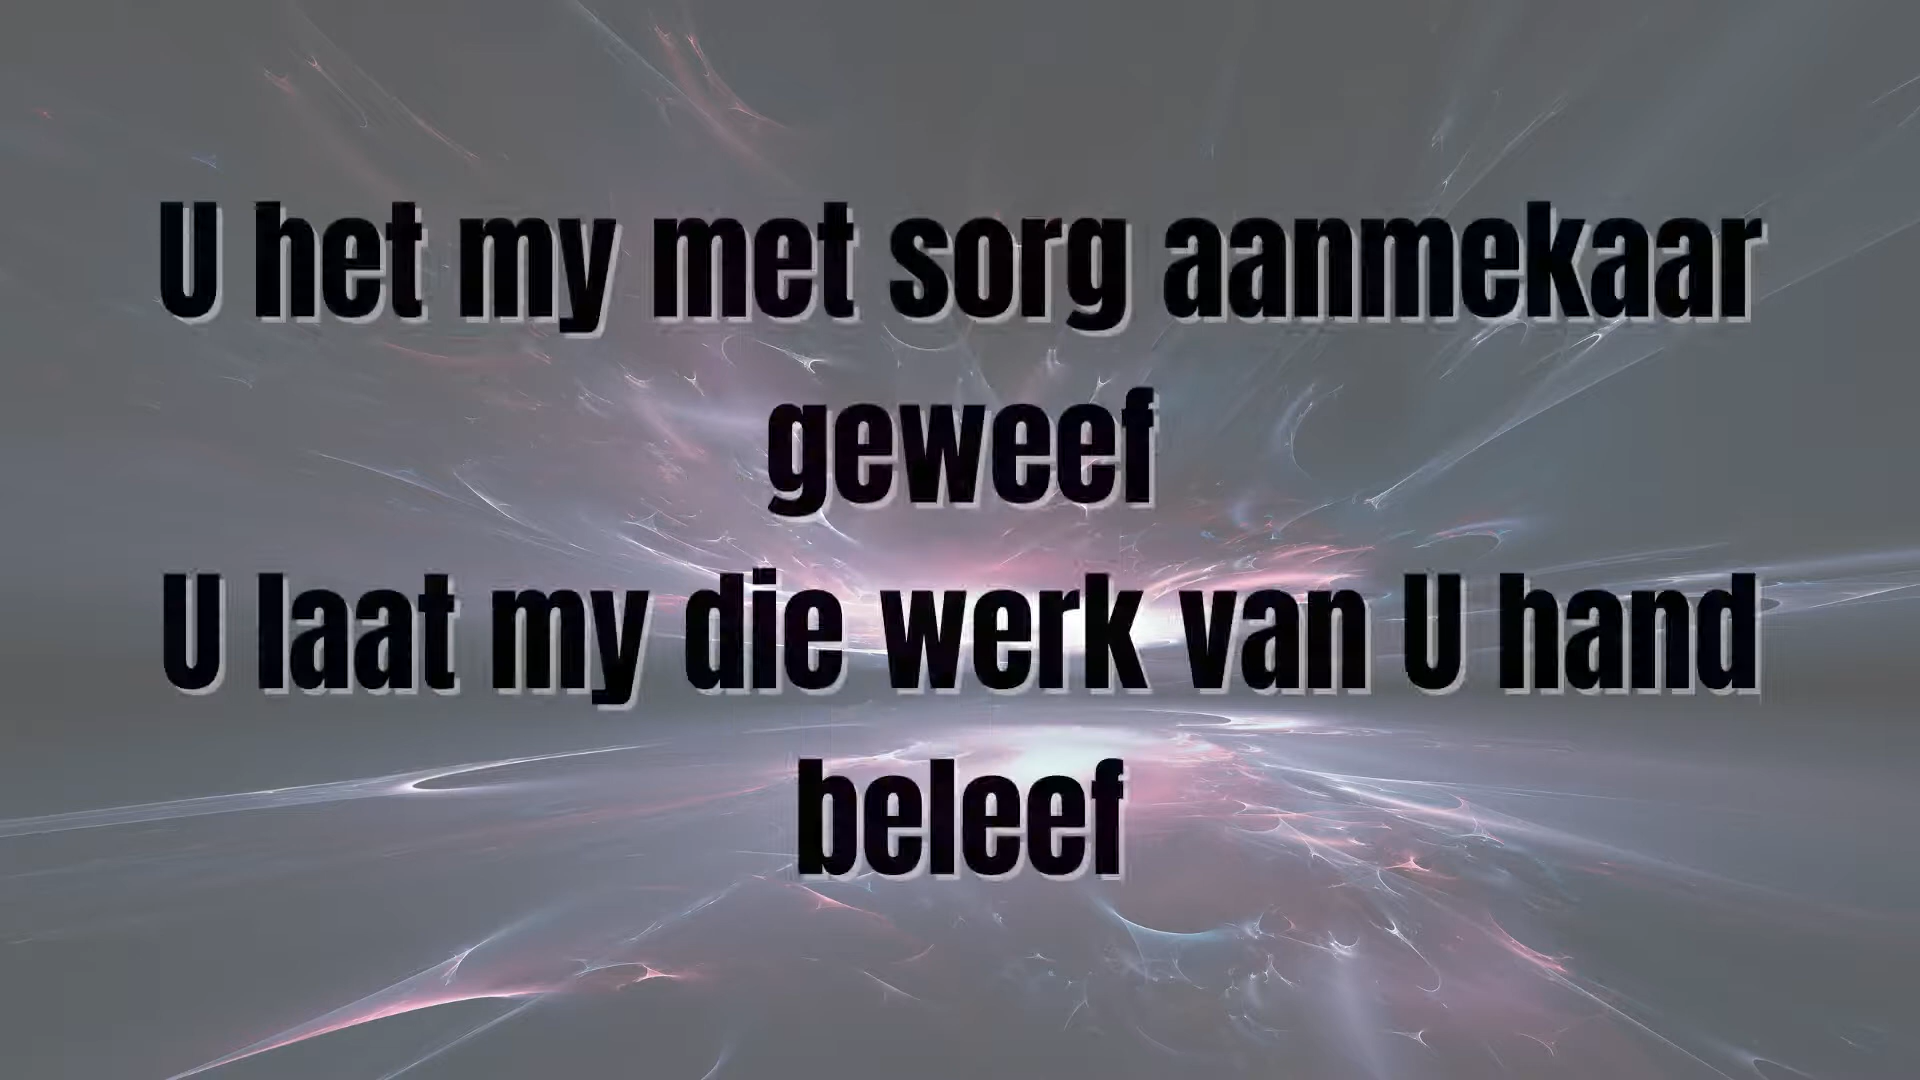 U het my met sorg aanmekaar
geweef
U laat my die werk van U hand
beleef